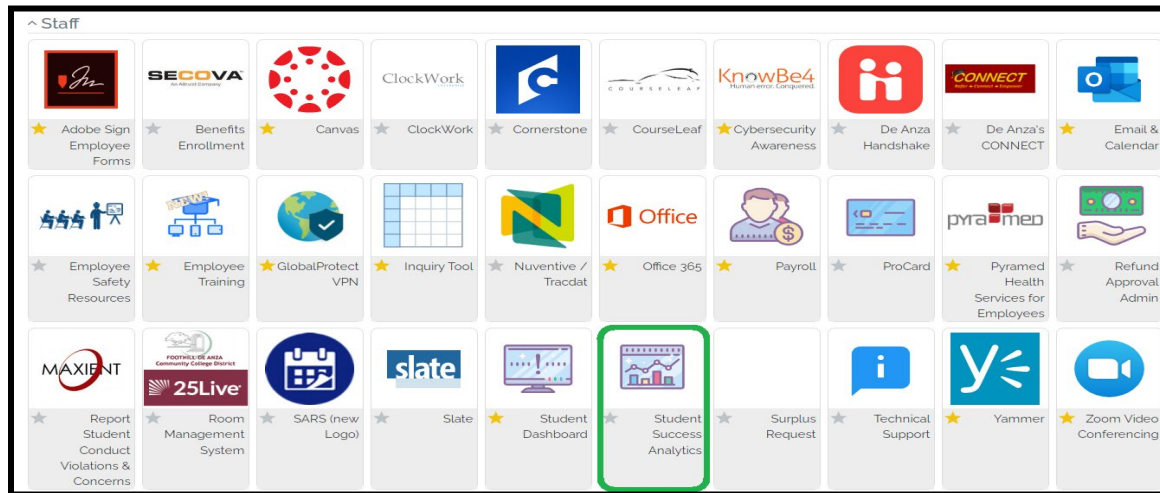 ^ Staff
SECOVA
An Alliant Company
ClockWork
COURSELEAF
KnowBe4
Human error. Conquered.
CONNECT
Adobe Sign
Employee
Forms
Benefits
Enrollment
Canvas
ClockWork
Cornerstone
CourseLeaf
Cybersecurity
Awareness
De Anza
Handshake
De Anza's
CONNECT
Email &
Calendar
NEW!
Office
pyramed
Employee
Safety
Resources
Employee
Training
GlobalProtect
VPN
Inquiry Tool
Nuventive /
Tracdat
Office 365
Payroll
ProCard
Pyramed
Health
Services for
Employees
Refund
Approval
Admin
MAXIENT
FOOTHILL-DE ANZA
Community College District
25Live
slate
Report
Student
Conduct
Violations &
Concerns
Room
Management
System
SARS (new
Logo)
Slate
Student
Dashboard
Student
Success
Analytics
Surplus
Request
Technical
Support
Yammer
Zoom Video
Conferencing